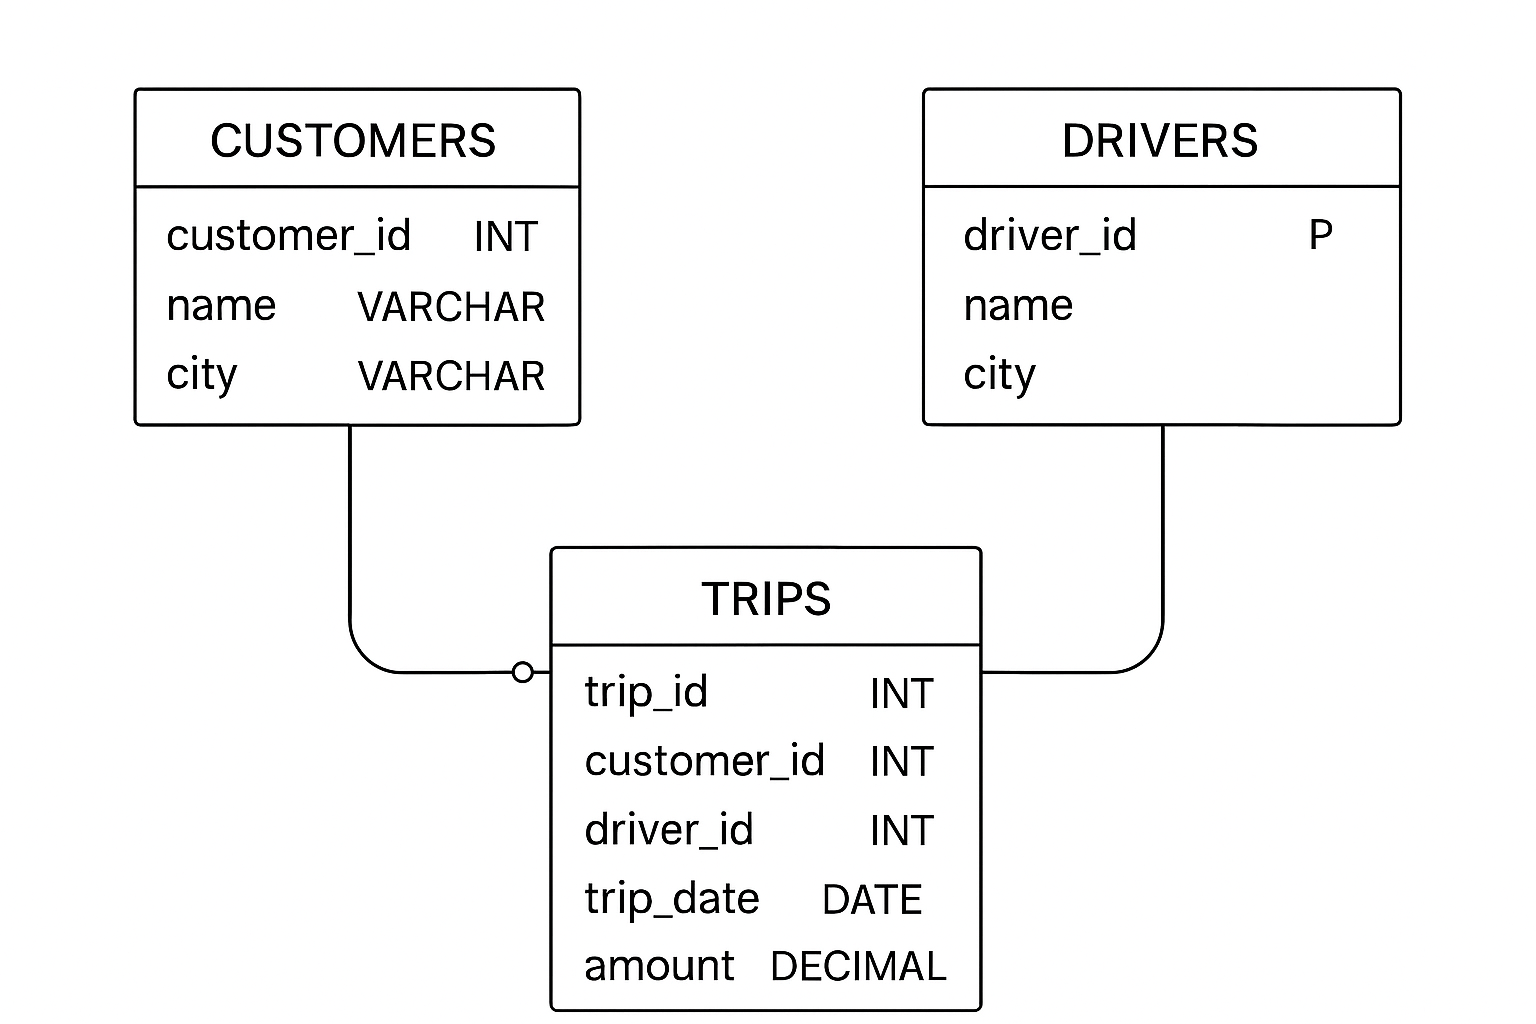 CUSTOMERS
customer_id INT
name VARCHAR
city VARCHAR
DRIVERS
driver_id P
name
city
TRIPS
trip_id INT
customer_id INT
driver_id INT
trip_date DATE
amount DECIMAL